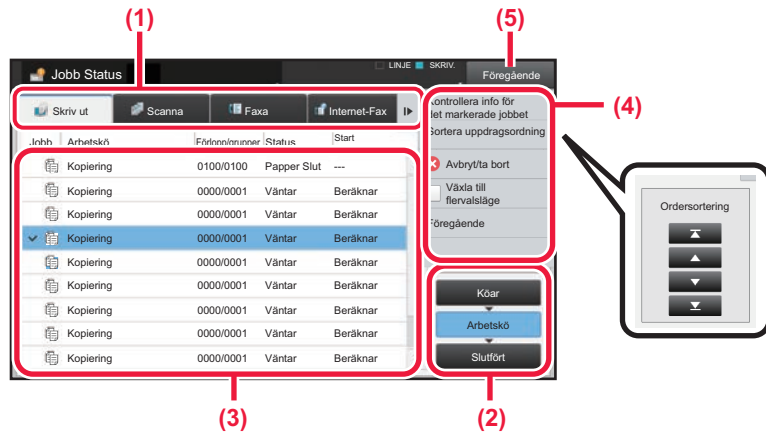 (1)
(5)
Jobb Status
LINJE
SKRIV.
Föregående
Skriv ut
Scanna
Faxa
Internet-Fax
Jobb
Arbetskö
Förlopp/grupper
Status
Start
Kopiering 0100/0100 Papper Slut ---
Kopiering 0000/0001 Väntar Beräknar
Kopiering 0000/0001 Väntar Beräknar
Kopiering 0000/0001 Väntar Beräknar
Kopiering 0000/0001 Väntar Beräknar
Kopiering 0000/0001 Väntar Beräknar
Kopiering 0000/0001 Väntar Beräknar
Kopiering 0000/0001 Väntar Beräknar
Kopiering 0000/0001 Väntar Beräknar
Kontrollera info för
det markerade jobbet
Sortera uppdragsordning
Avbryt/ta bort
Växla till
flervalsläge
Föregående
(4)
Köar
Arbetskö
Slutfört
Ordersortering
(3)
(2)